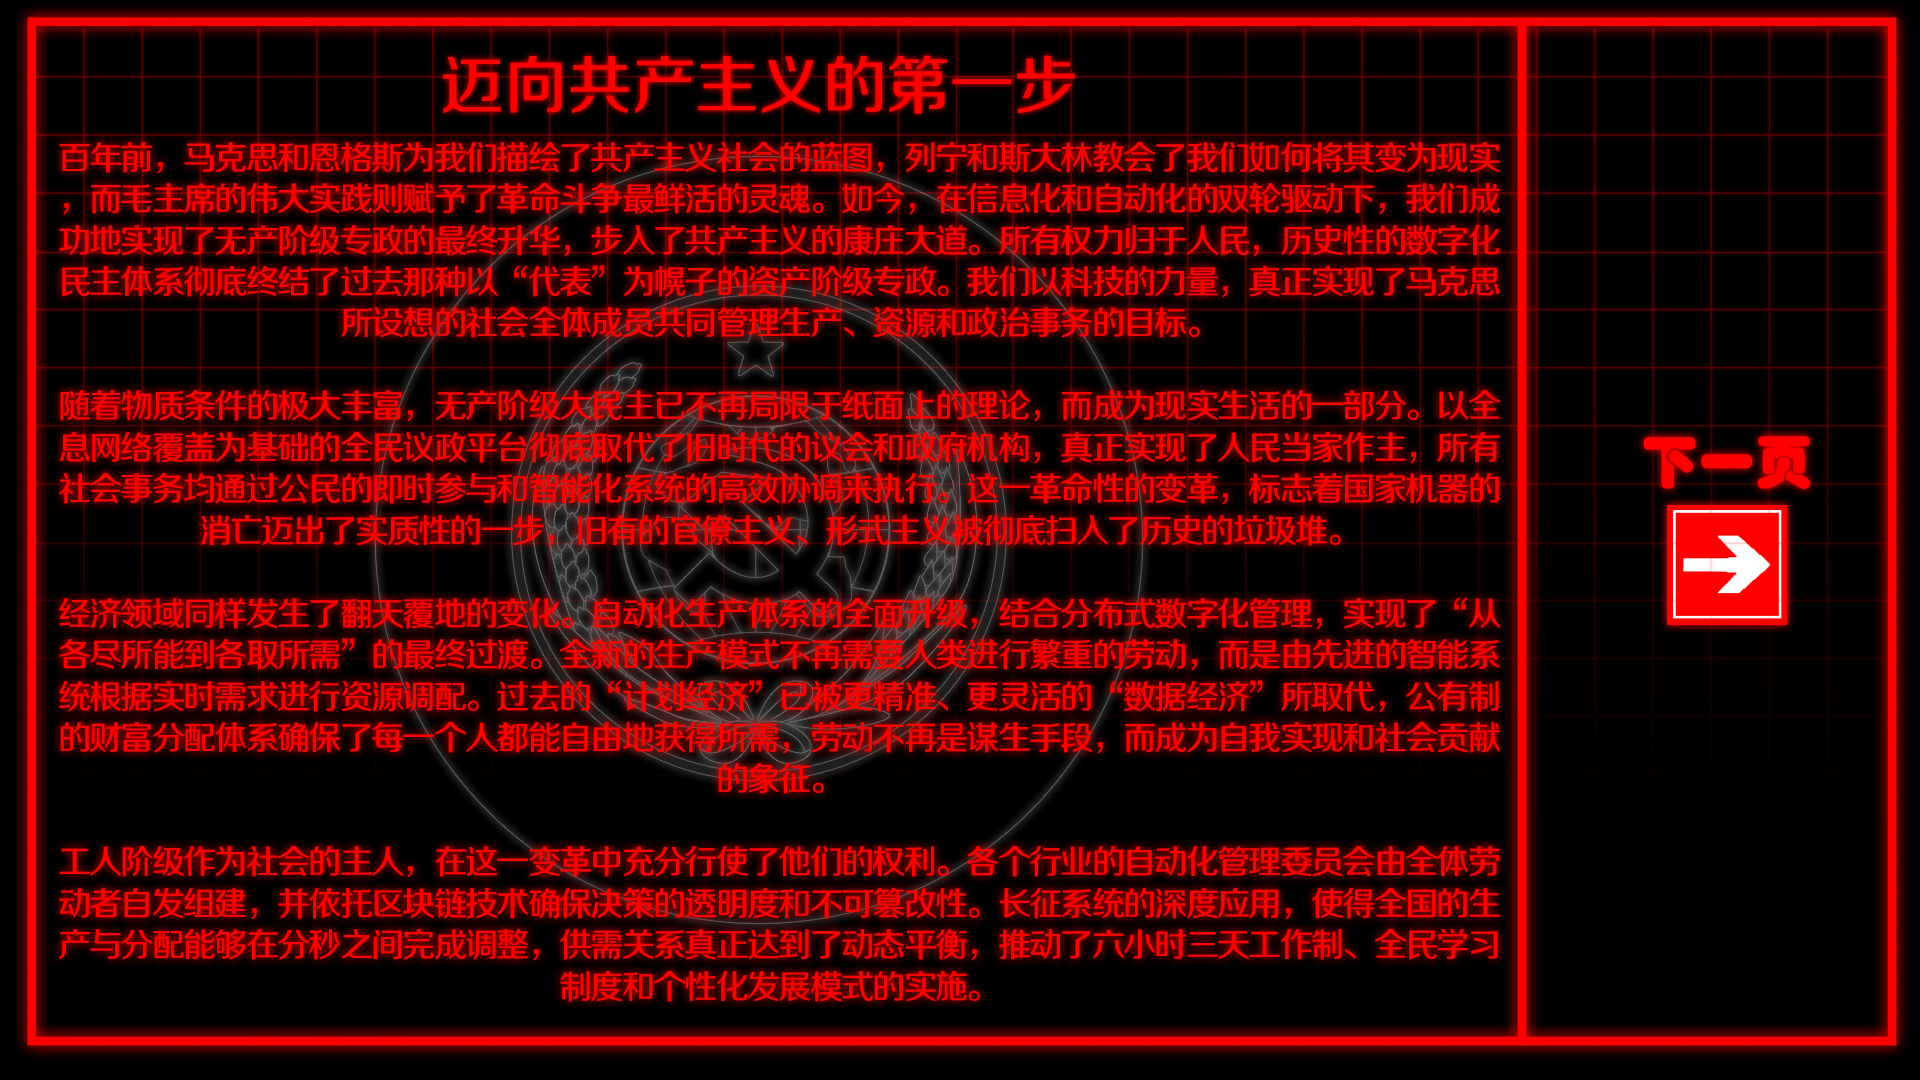 迈向共产主义的第一步
百年前，马克思和恩格斯为我们描绘了共产主义社会的蓝图，列宁和斯大林教会了我们如何将其变为现实
，而毛主席的伟大实践则赋予了革命斗争最鲜活的灵魂。如今，在信息化和自动化的双轮驱动下，我们成
功地实现了无产阶级专政的最终升华，步入了共产主义的康庄大道。所有权力归于人民，历史性的数字化
民主体系彻底终结了过去那种以“代表”为幌子的资产阶级专政。我们以科技的力量，真正实现了马克思
所设想的社会全体成员共同管理生产、资源和政治事务的目标。
随着物质条件的极大丰富，无产阶级大民主已不再局限于纸面上的理论，而成为现实生活的一部分。以全
息网络覆盖为基础的全民议政平台彻底取代了旧时代的议会和政府机构，真正实现了人民当家作主，所有
社会事务均通过公民的即时参与和智能化系统的高效协调来执行。这一革命性的变革，标志着国家机器的
消亡迈出了实质性的一步，旧有的官僚主义、形式主义被彻底扫入了历史的垃圾堆。
经济领域同样发生了翻天覆地的变化。自动化生产体系的全面升级，结合分布式数字化管理，实现了“从
各尽所能到各取所需”的最终过渡。全新的生产模式不再需要人类进行繁重的劳动，而是由先进的智能系
统根据实时需求进行资源调配。过去的“计划经济”已被更精准、更灵活的“数据经济”所取代，公有制
的财富分配体系确保了每一个人都能自由地获得所需，劳动不再是谋生手段，而成为自我实现和社会贡献
的象征。
工人阶级作为社会的主人，在这一变革中充分行使了他们的权利。各个行业的自动化管理委员会由全体劳
动者自发组建，并依托区块链技术确保决策的透明度和不可篡改性。长征系统的深度应用，使得全国的生
产与分配能够在分秒之间完成调整，供需关系真正达到了动态平衡，推动了六小时三天工作制、全民学习
制度和个性化发展模式的实施。
下一页